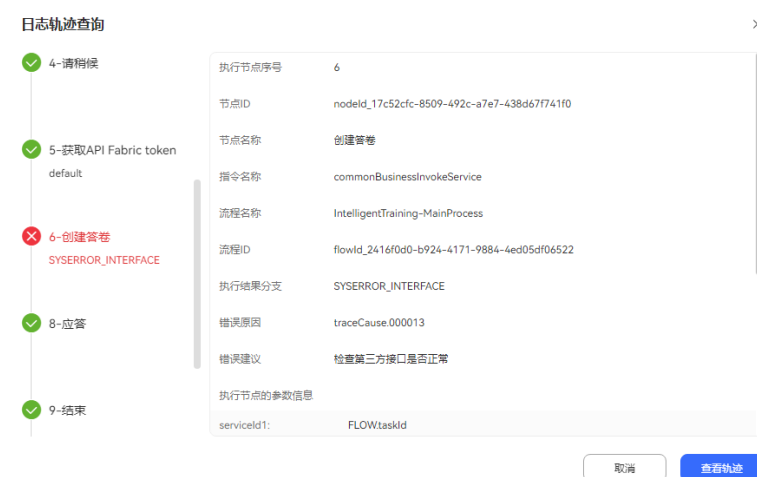 日志轨迹查询
4-请稍候
5-获取API Fabric token
default
6-创建答卷
SYSERROR_INTERFACE
8-应答
9-结束
执行节点序号 6
节点ID nodeId_17c52cfc-8509-492c-a7e7-438d67f741f0
节点名称 创建答卷
指令名称 commonBusinessInvokeService
流程名称 IntelligentTraining-MainProcess
流程ID flowId_2416f0d0-b924-4171-9884-4ed05df06522
执行结果分支 SYSERROR_INTERFACE
错误原因 traceCause.000013
错误建议 检查第三方接口是否正常
执行节点的参数信息
serviceId1: FLOW.taskId
取消 查看轨迹